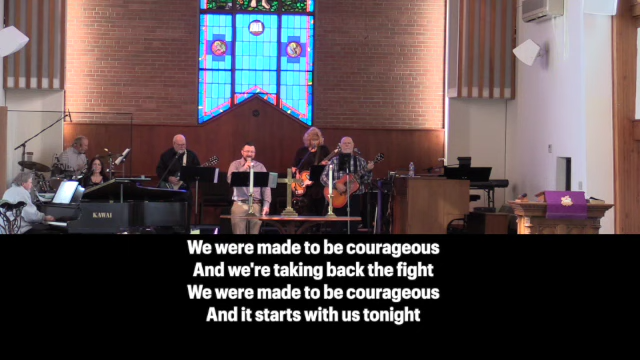 KAWAI
We were made to be courageous
And we're taking back the fight
We were made to be courageous
And it starts with us tonight